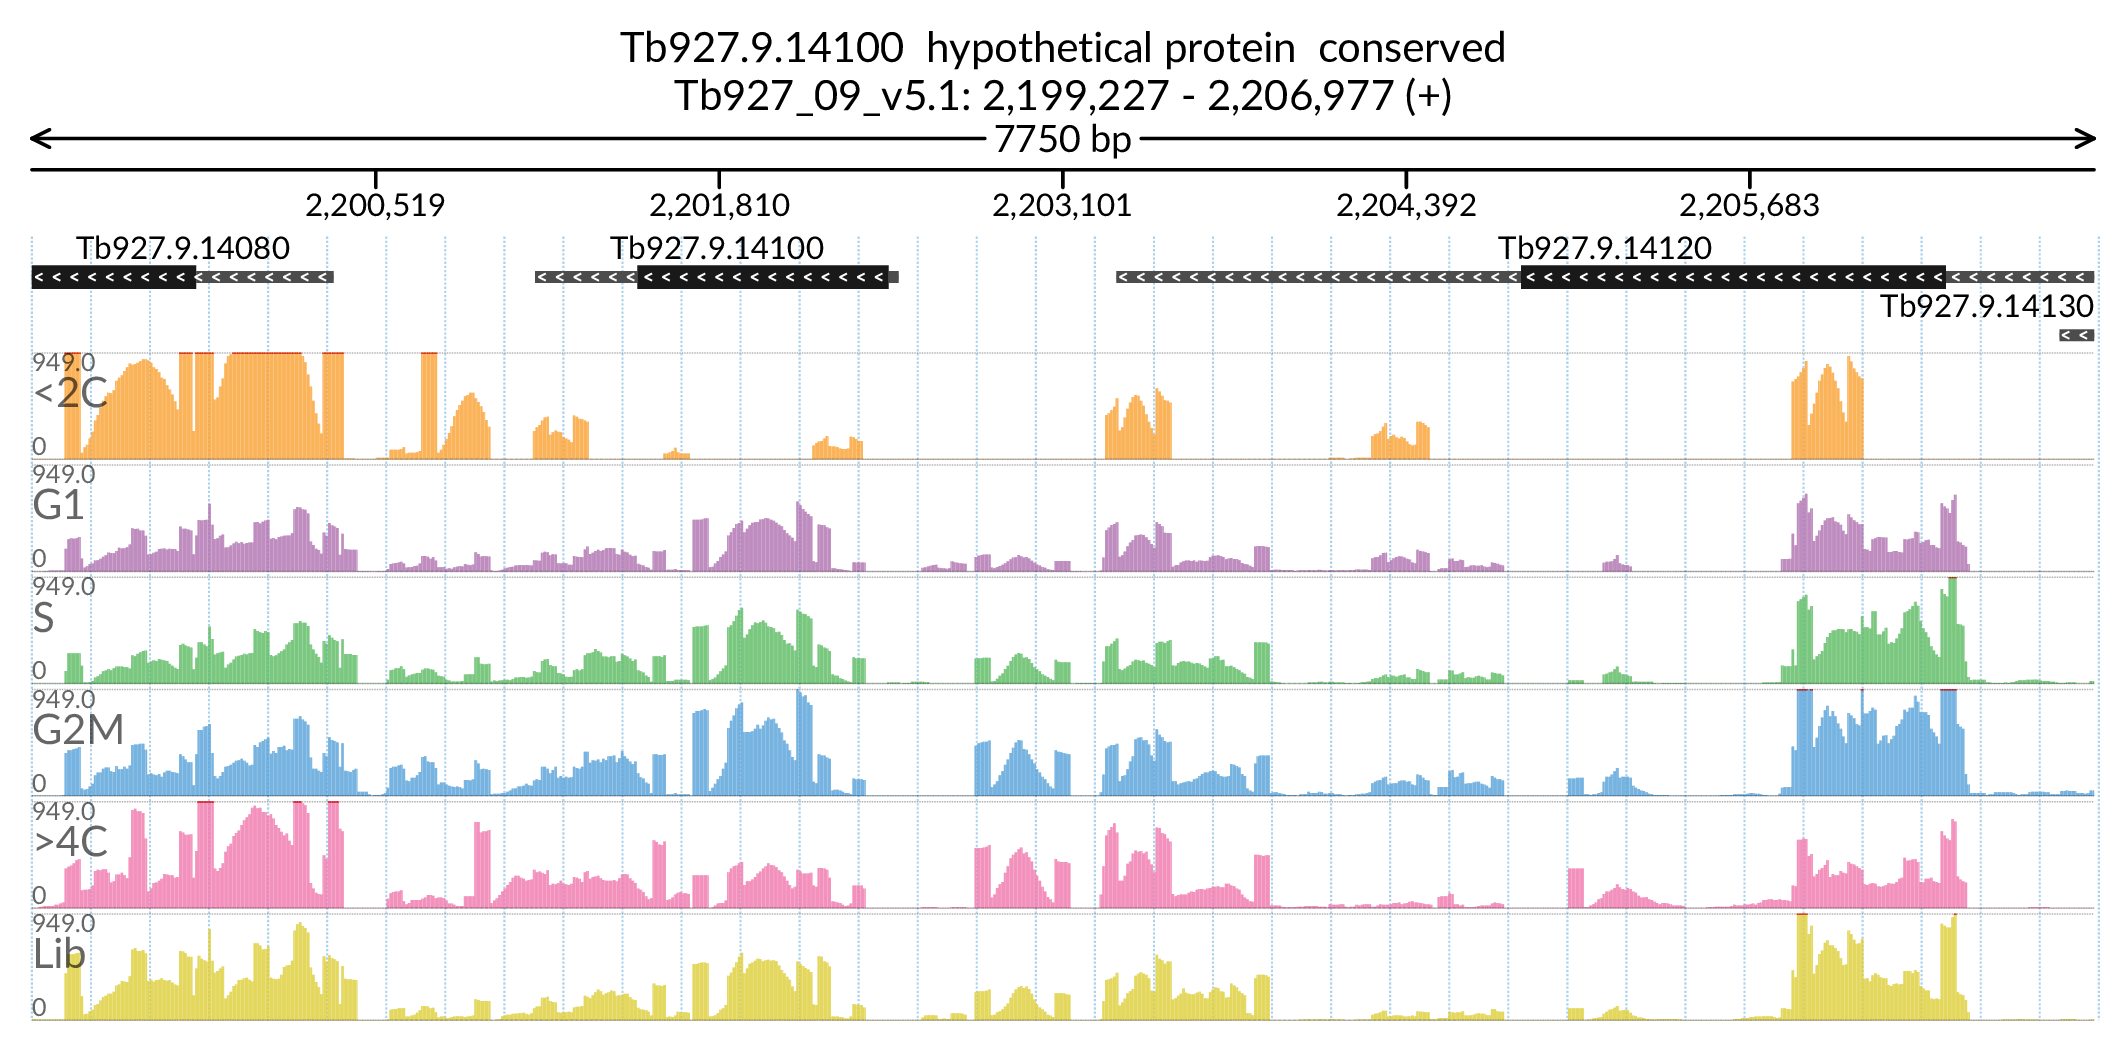 Tb927.9.14100  hypothetical protein  conserved
Tb927_09_v5.1: 2,199,227 - 2,206,977 (+)
7750 bp
2,200,519 2,201,810 2,203,101 2,204,392 2,205,683
Tb927.9.14080 Tb927.9.14100 Tb927.9.14120
Tb927.9.14130
949.0
<2C
0
949.0
G1
0
949.0
S
0
949.0
G2M
0
949.0
>4C
0
949.0
Lib
0